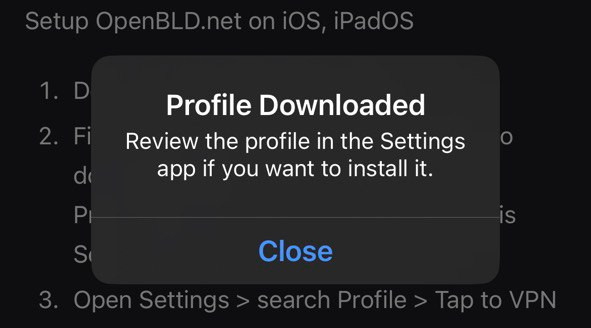 Setup OpenBLD.net on iOS, iPadOS
1. D
Profile Downloaded
2. Fi
Review the profile in the Settings
app if you want to install it.
Close
3. Open Settings > search Profile > Tap to VPN